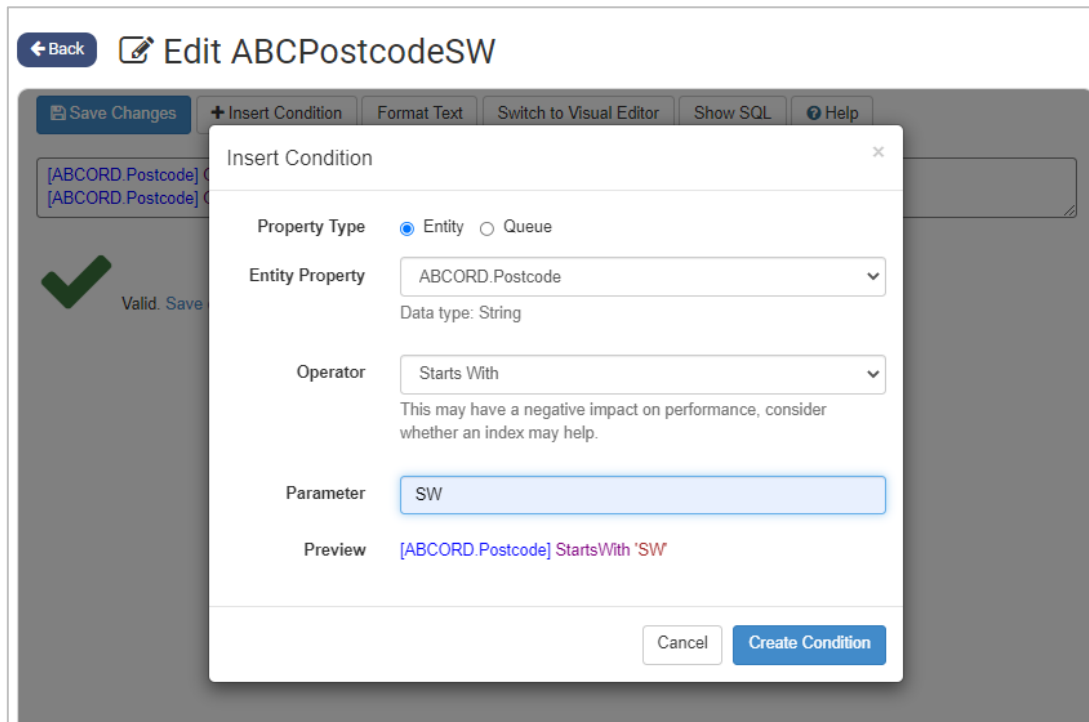 Back
Edit ABCPostcodeSW
Save Changes
Insert Condition
Format Text
Switch to Visual Editor
Show SQL
Help
[ABCORD.Postcode]
[ABCORD.Postcode]
Valid. Save
Insert Condition
×
Property Type
Entity
Queue
Entity Property
ABCORD.Postcode
Data type: String
Operator
Starts With
This may have a negative impact on performance, consider
whether an index may help.
Parameter
SW
Preview
[ABCORD.Postcode] StartsWith 'SW'
Cancel
Create Condition